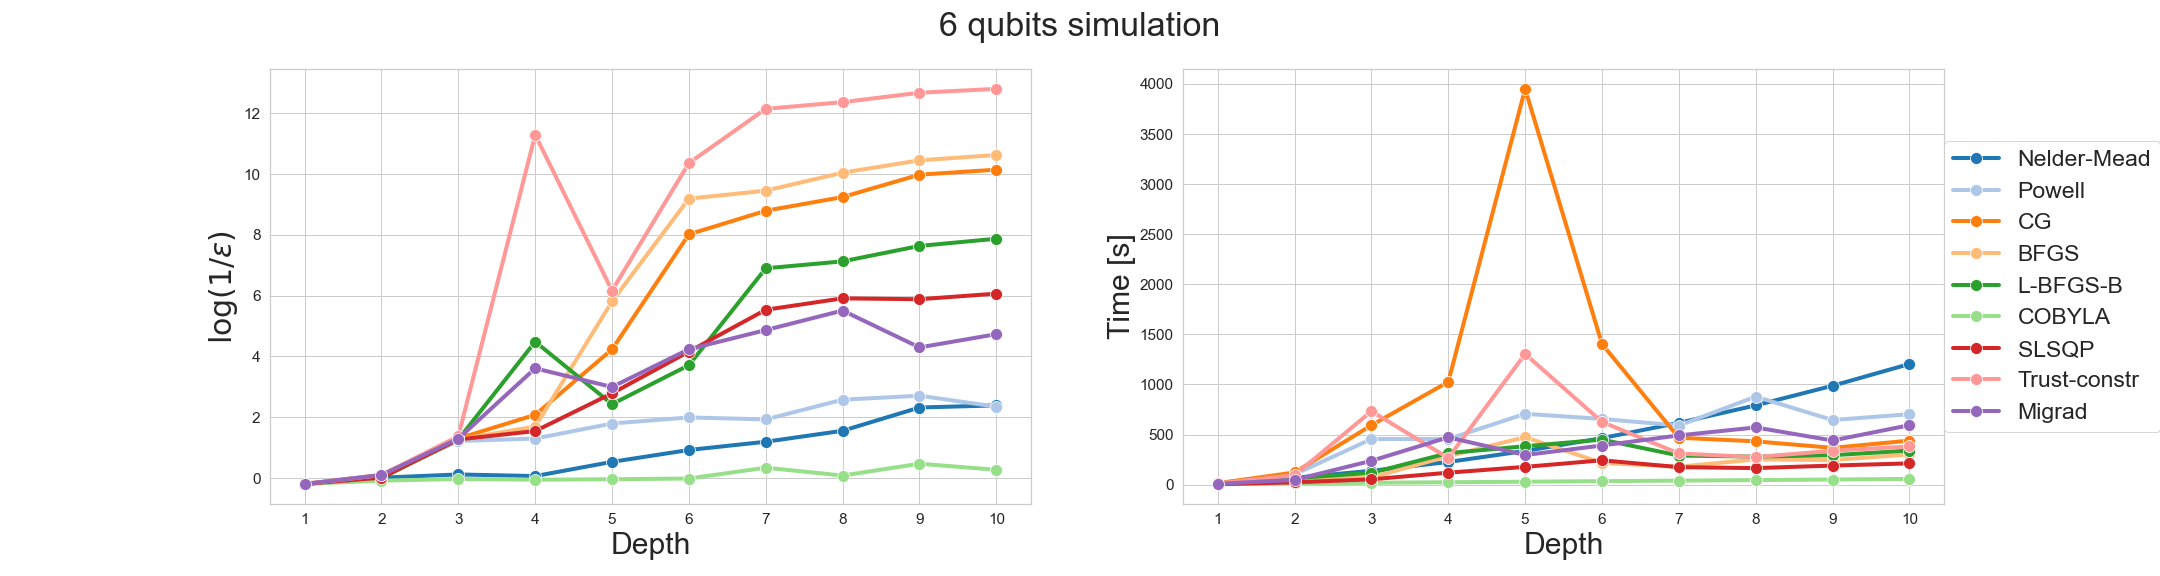 6 qubits simulation
log(1/ε)
12
10
8
6
4
2
0
1 2 3 4 5 6 7 8 9 10
Depth
Time [s]
4000
3500
3000
2500
2000
1500
1000
500
0
1 2 3 4 5 6 7 8 9 10
Depth
Nelder-Mead
Powell
CG
BFGS
L-BFGS-B
COBYLA
SLSQP
Trust-constr
Migrad